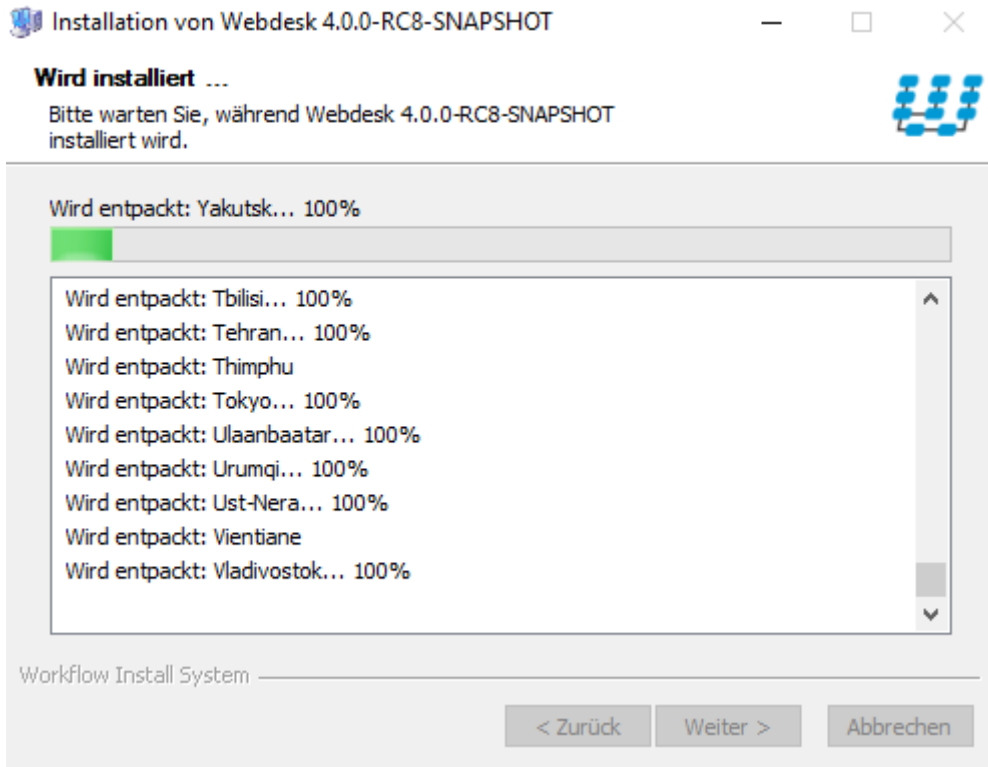 Installation von Webdesk 4.0.0-RC8-SNAPSHOT
Wird installiert ...
Bitte warten Sie, während Webdesk 4.0.0-RC8-SNAPSHOT
installiert wird.
Wird entpackt: Yakutsk... 100%
Wird entpackt: Tbilisi... 100%
Wird entpackt: Tehran... 100%
Wird entpackt: Thimphu
Wird entpackt: Tokyo... 100%
Wird entpackt: Ulaanbaatar... 100%
Wird entpackt: Urumqi... 100%
Wird entpackt: Ust-Nera... 100%
Wird entpackt: Vientiane
Wird entpackt: Vladivostok... 100%
Workflow Install System
< Zurück
Weiter >
Abbrechen